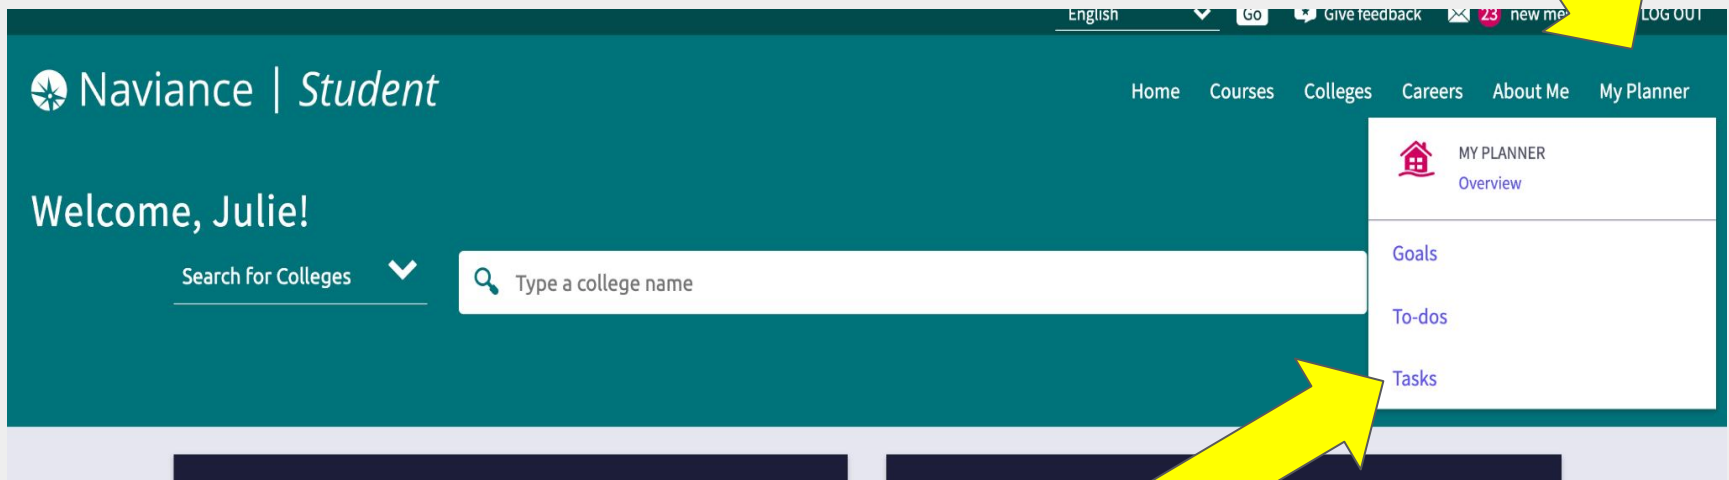 English Go Give feedback 23 new LOG OUT
Naviance | Student
Home Courses Colleges Careers About Me My Planner
MY PLANNER
Overview
Welcome, Julie!
Search for Colleges Type a college name
Goals
To-dos
Tasks